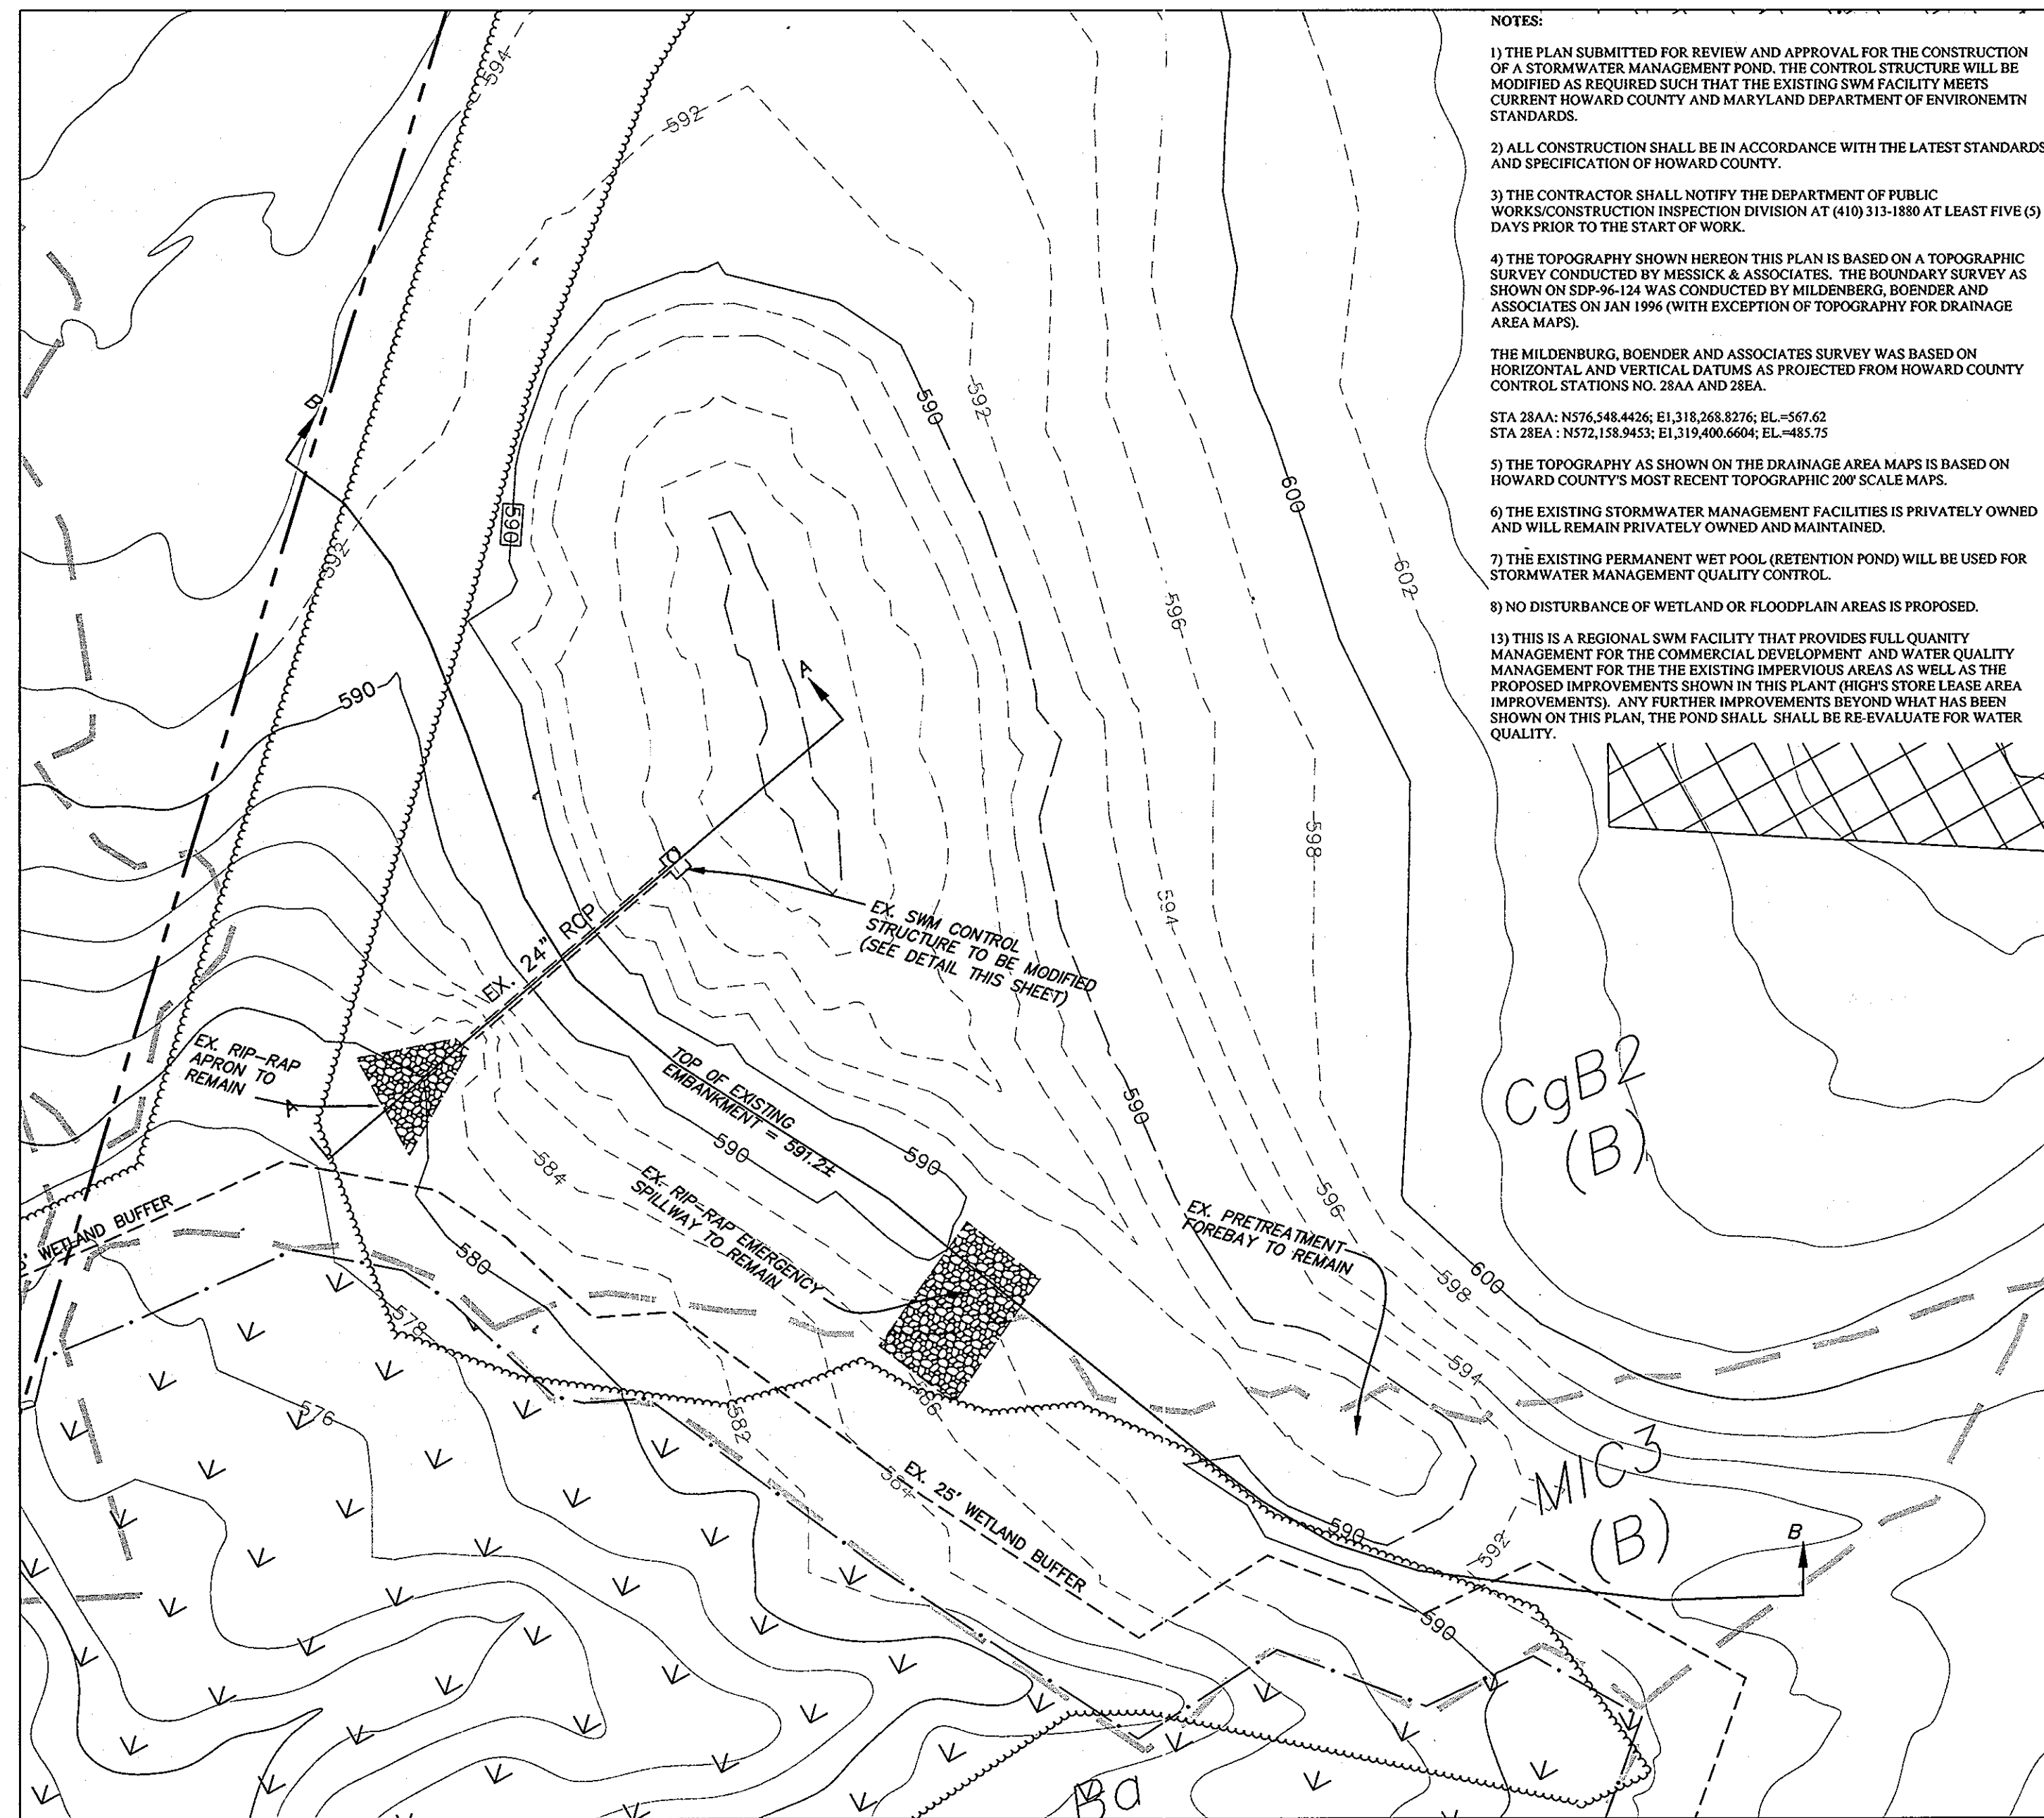 NOTES:
1) THE PLAN SUBMITTED FOR REVIEW AND APPROVAL FOR THE CONSTRUCTION
OF A STORMWATER MANAGEMENT POND. THE CONTROL STRUCTURE WILL BE
MODIFIED AS REQUIRED SUCH THAT THE EXISTING SWM FACILITY MEETS
CURRENT HOWARD COUNTY AND MARYLAND DEPARTMENT OF ENVIRONEMTN
STANDARDS.
2) ALL CONSTRUCTION SHALL BE IN ACCORDANCE WITH THE LATEST STANDARDS
AND SPECIFICATION OF HOWARD COUNTY.
3) THE CONTRACTOR SHALL NOTIFY THE DEPARTMENT OF PUBLIC
WORKS/CONSTRUCTION INSPECTION DIVISION AT (410) 313-1880 AT LEAST FIVE (5)
DAYS PRIOR TO THE START OF WORK.
4) THE TOPOGRAPHY SHOWN HEREON THIS PLAN IS BASED ON A TOPOGRAPHIC
SURVEY CONDUCTED BY MESSICK & ASSOCIATES. THE BOUNDARY SURVEY AS
SHOWN ON SDP-96-124 WAS CONDUCTED BY MILDENBERG, BOENDER AND
ASSOCIATES ON JAN 1996 (WITH EXCEPTION OF TOPOGRAPHY FOR DRAINAGE
AREA MAPS).
THE MILDENBURG, BOENDER AND ASSOCIATES SURVEY WAS BASED ON
HORIZONTAL AND VERTICAL DATUMS AS PROJECTED FROM HOWARD COUNTY
CONTROL STATIONS NO. 28AA AND 28EA.
STA 28AA: N576,548.4426; E1,318,268.8276; EL.=567.62
STA 28EA : N572,158.9453; E1,319,400.6604; EL.=485.75
5) THE TOPOGRAPHY AS SHOWN ON THE DRAINAGE AREA MAPS IS BASED ON
HOWARD COUNTY'S MOST RECENT TOPOGRAPHIC 200' SCALE MAPS.
6) THE EXISTING STORMWATER MANAGEMENT FACILITIES IS PRIVATELY OWNED
AND WILL REMAIN PRIVATELY OWNED AND MAINTAINED.
7) THE EXISTING PERMANENT WET POOL (RETENTION POND) WILL BE USED FOR
STORMWATER MANAGEMENT QUALITY CONTROL.
8) NO DISTURBANCE OF WETLAND OR FLOODPLAIN AREAS IS PROPOSED.
13) THIS IS A REGIONAL SWM FACILITY THAT PROVIDES FULL QUANITY
MANAGEMENT FOR THE COMMERCIAL DEVELOPMENT AND WATER QUALITY
MANAGEMENT FOR THE THE EXISTING IMPERVIOUS AREAS AS WELL AS THE
PROPOSED IMPROVEMENTS SHOWN IN THIS PLANT (HIGH'S STORE LEASE AREA
IMPROVEMENTS). ANY FURTHER IMPROVEMENTS BEYOND WHAT HAS BEEN
SHOWN ON THIS PLAN, THE POND SHALL SHALL BE RE-EVALUATE FOR WATER
QUALITY.
594
592
B
590
592
600
590
592
602
596
590
A
598
594
EX. SWM CONTROL
STRUCTURE TO BE MODIFIED
(SEE DETAIL THIS SHEET)
EX. 24" RCP
EX. RIP-RAP
APRON TO
REMAIN
A
TOP OF EXISTING
EMBANKMENT = 591.2±
590
590
590
CgB2
(B)
584
EX. RIP-RAP EMERGENCY
SPILLWAY TO REMAIN
EX. PRETREATMENT
FOREBAY TO REMAIN
596
598
600
594
' WETLAND BUFFER
580
578
576
582
586
584
EX. 25' WETLAND BUFFER
590
592
MIC3
(B)
B
590
Ba